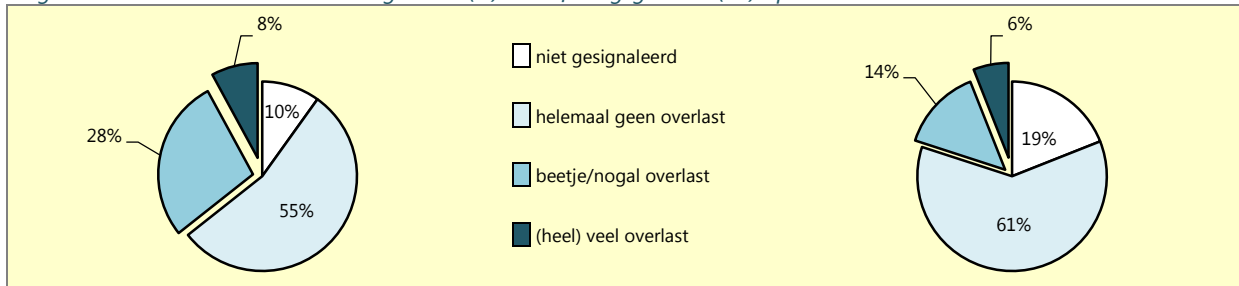 8%
10%
28%
55%
niet gesignaleerd
helemaal geen overlast
beetje/nogal overlast
(heel) veel overlast
6%
14%
19%
61%